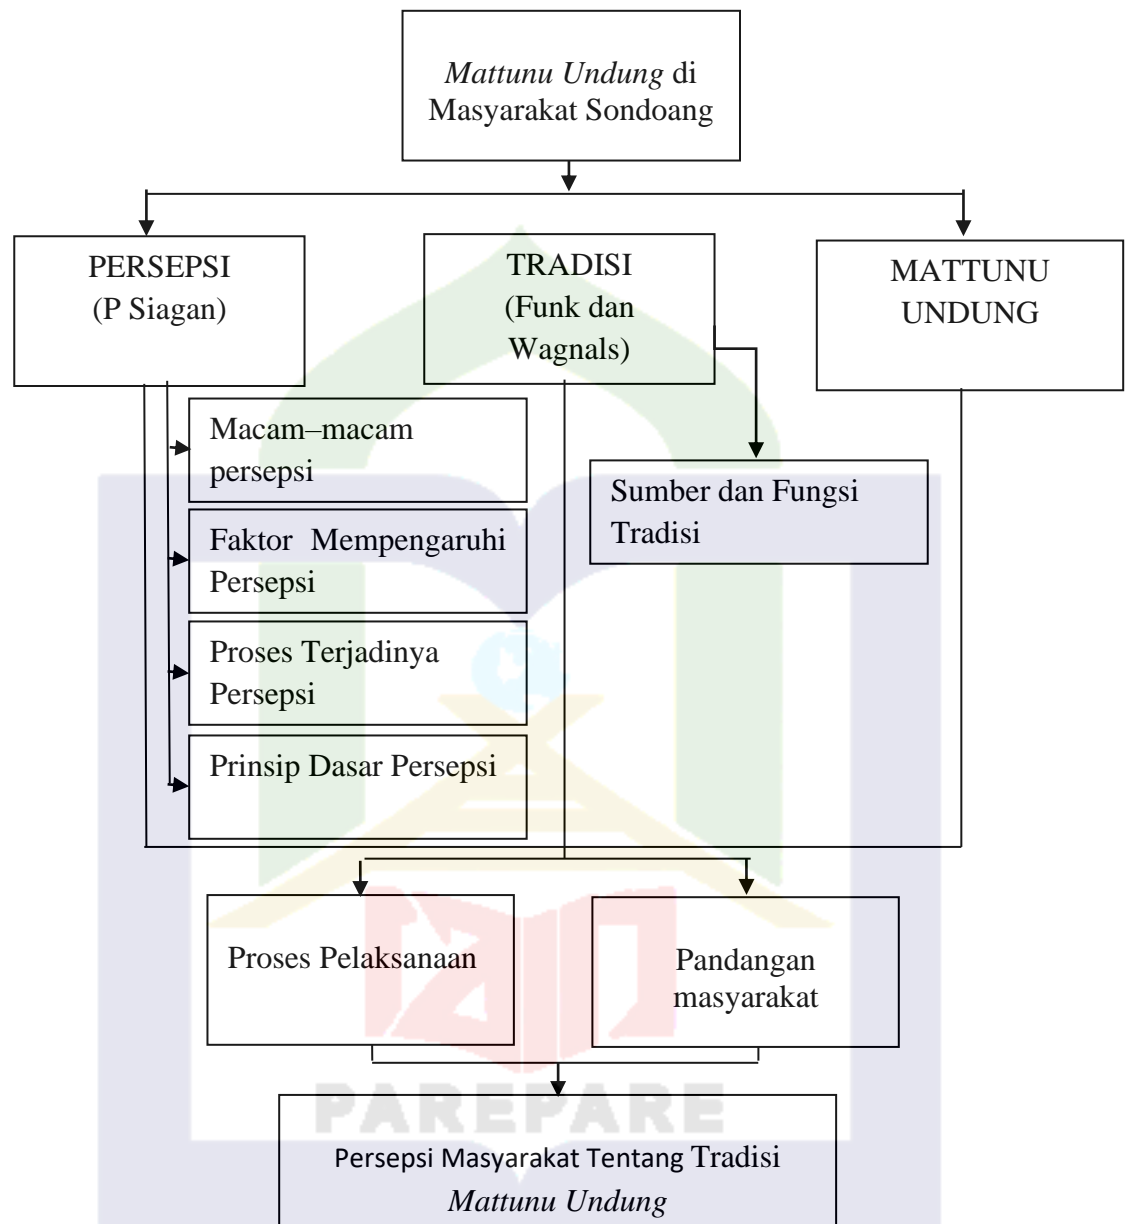 Mattunu Undung di
Masyarakat Sondoang
PERSEPSI
(P Siagan)
TRADISI
(Funk dan
Wagnals)
MATTUNU
UNDUNG
Macam–macam
persepsi
Faktor Mempengaruhi
Persepsi
Proses Terjadinya
Persepsi
Prinsip Dasar Persepsi
Sumber dan Fungsi
Tradisi
Proses Pelaksanaan
Pandangan
masyarakat
PAREPARE
Persepsi Masyarakat Tentang Tradisi
Mattunu Undung